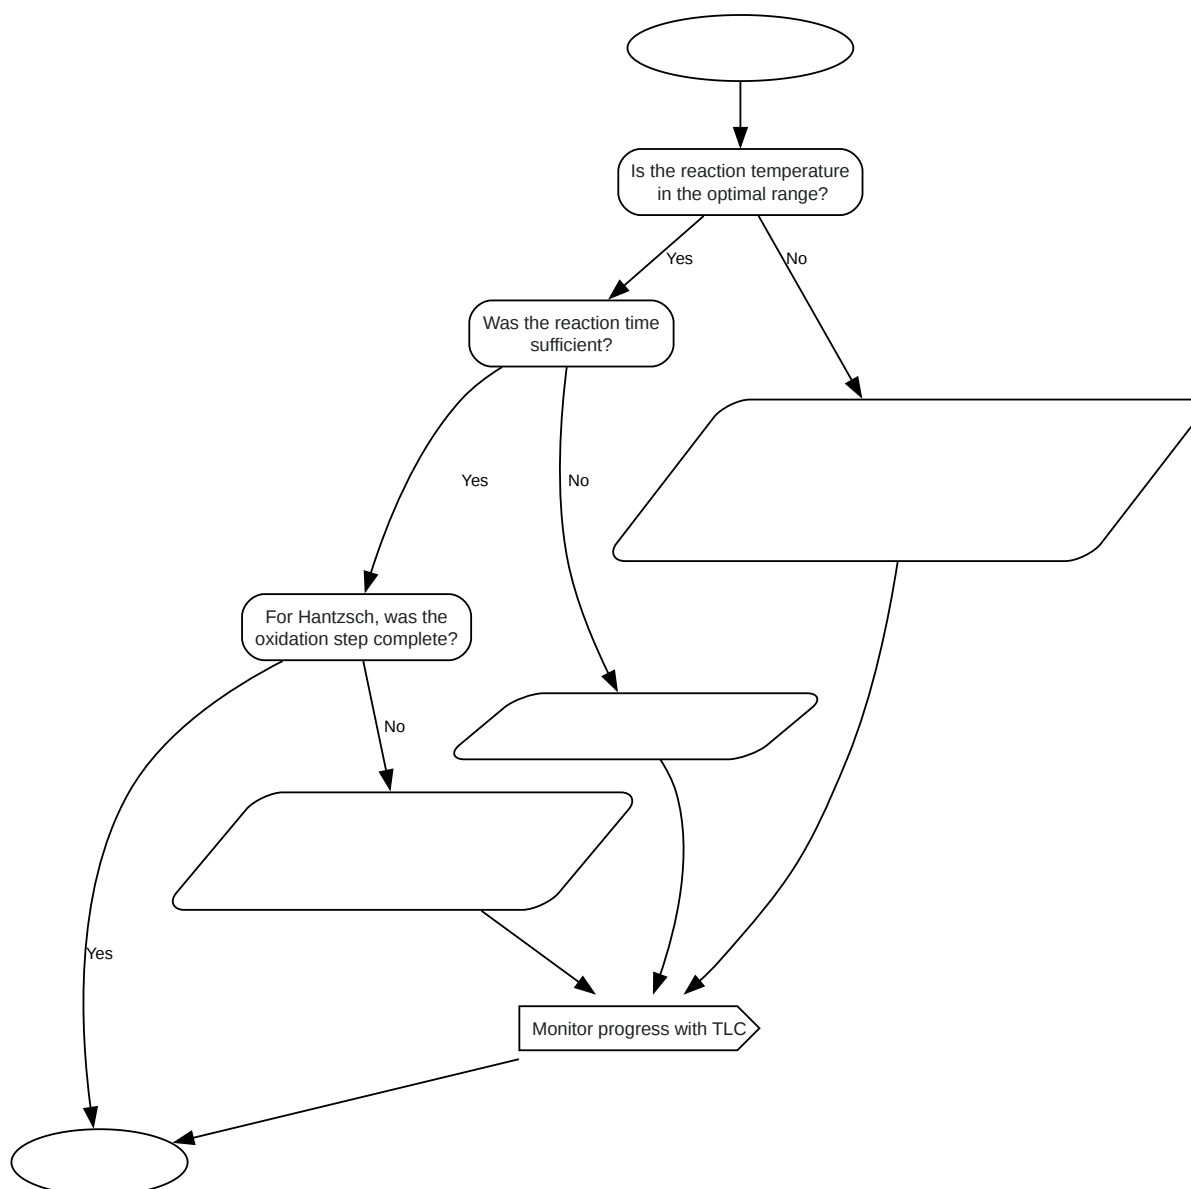 Is the reaction temperature
in the optimal range?
Yes
No
Was the reaction time
sufficient?
Yes
No
For Hantzsch, was the
oxidation step complete?
No
Yes
Monitor progress with TLC